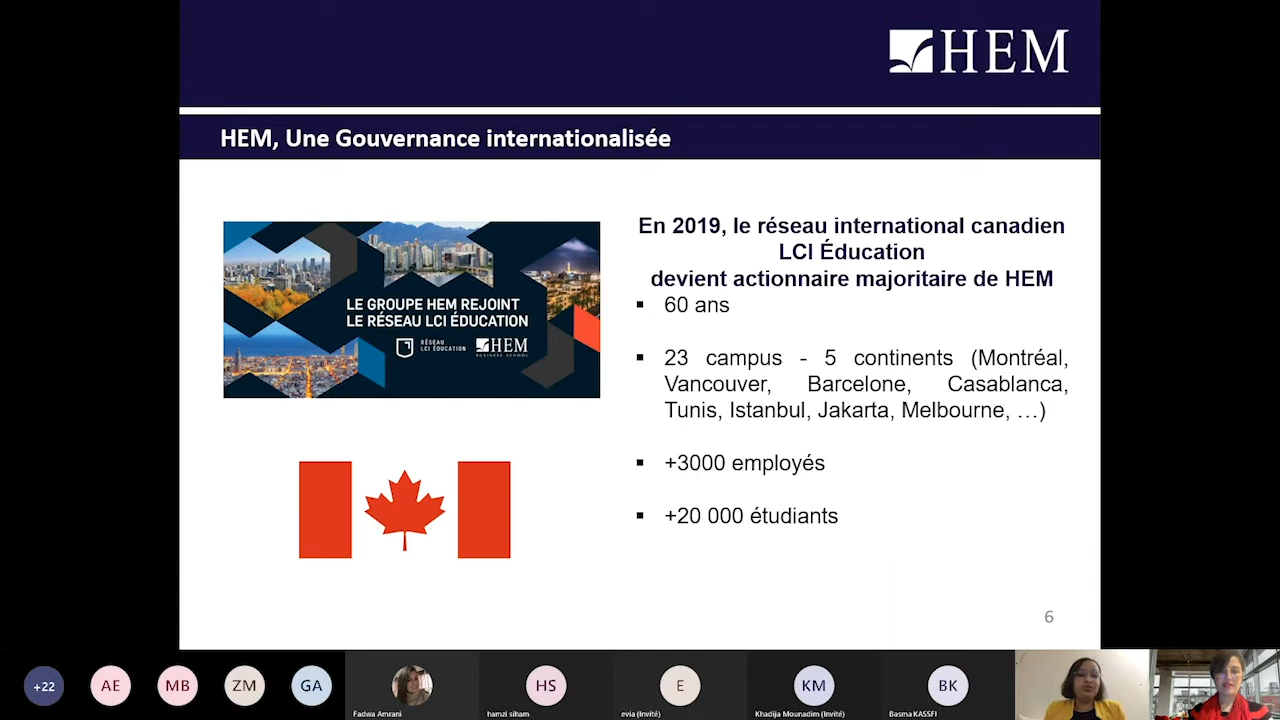 HEM
HEM, Une Gouvernance internationalisée
LE GROUPE HEM REJOINT
LE RÉSEAU LCI ÉDUCATION
RÉSEAU
LCI ÉDUCATION
HEM
BUSINESS SCHOOL
En 2019, le réseau international canadien
LCI Éducation
devient actionnaire majoritaire de HEM
▪ 60 ans
▪ 23 campus - 5 continents (Montréal,
Vancouver, Barcelone, Casablanca,
Tunis, Istanbul, Jakarta, Melbourne, …)
▪ +3000 employés
▪ +20 000 étudiants
6
+22
AE
MB
ZM
GA
Fadwa Amrani
HS
hamzi siham
E
evia (Invité)
KM
Khadija Mounadim (Invité)
BK
Basma KASSFI